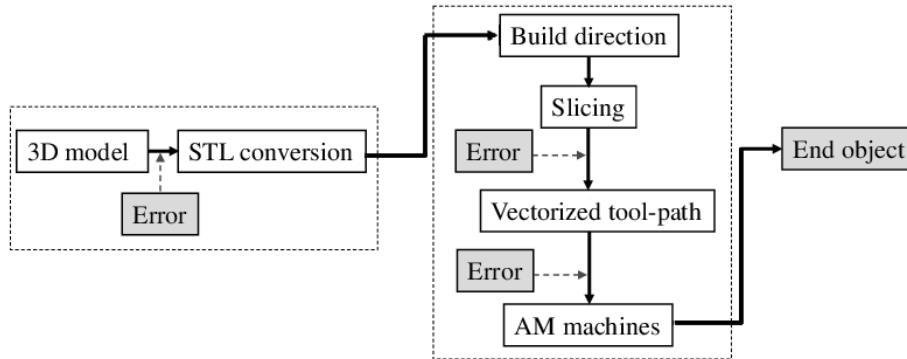 3D model
STL conversion
Error
Build direction
Slicing
Error
Vectorized tool-path
Error
AM machines
End object